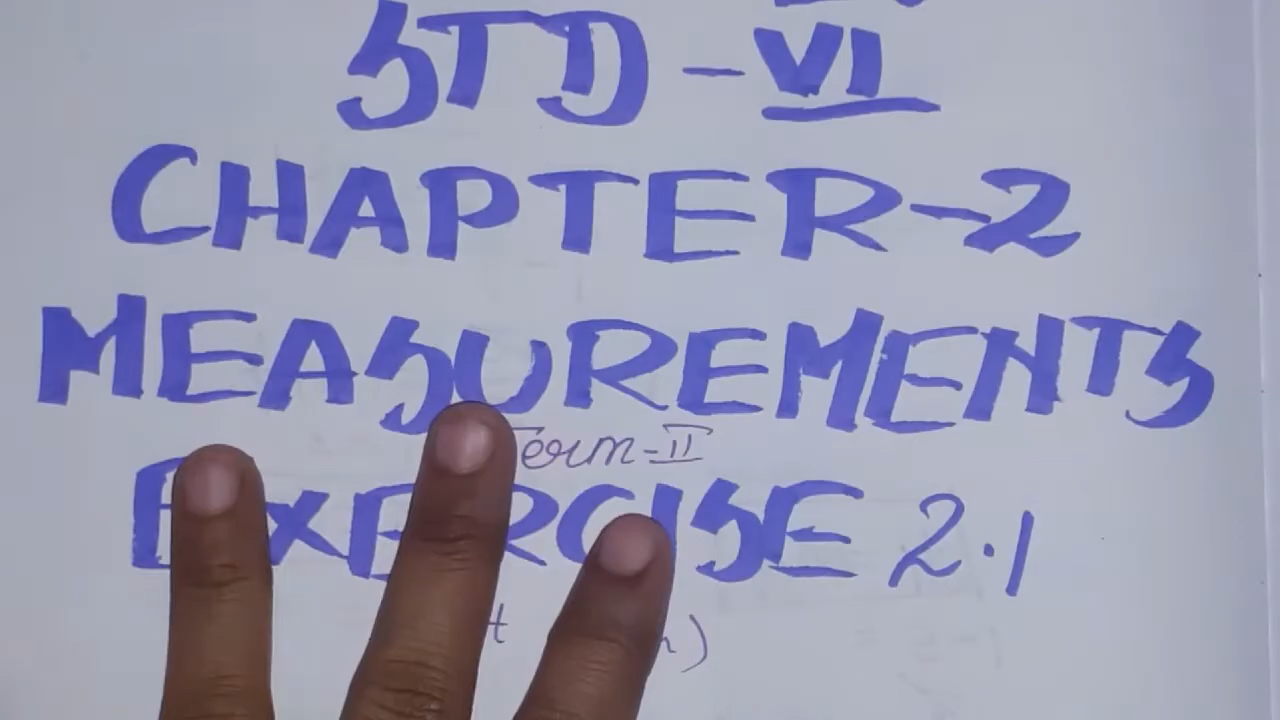 STD - VI
CHAPTER-2
MEASUREMENTS
Term-II
EXERCISE 2.1